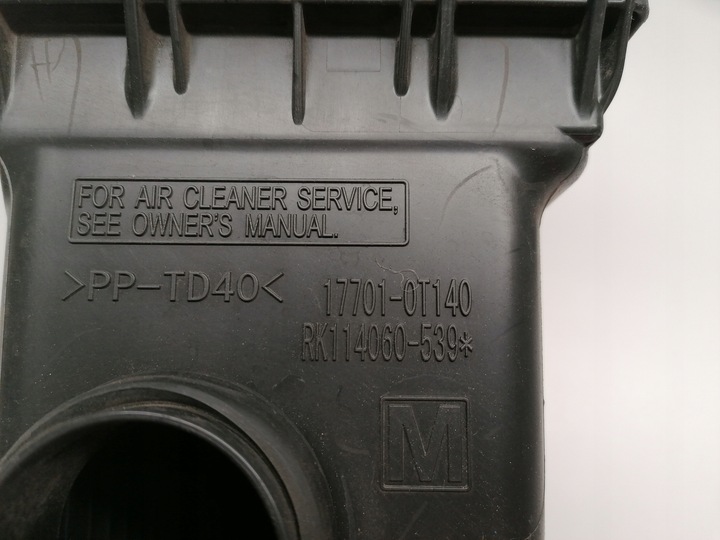 FOR AIR CLEANER SERVICE,
SEE OWNER'S MANUAL.
>PP-TD40<
17701-0T140
RK114060-539*
M